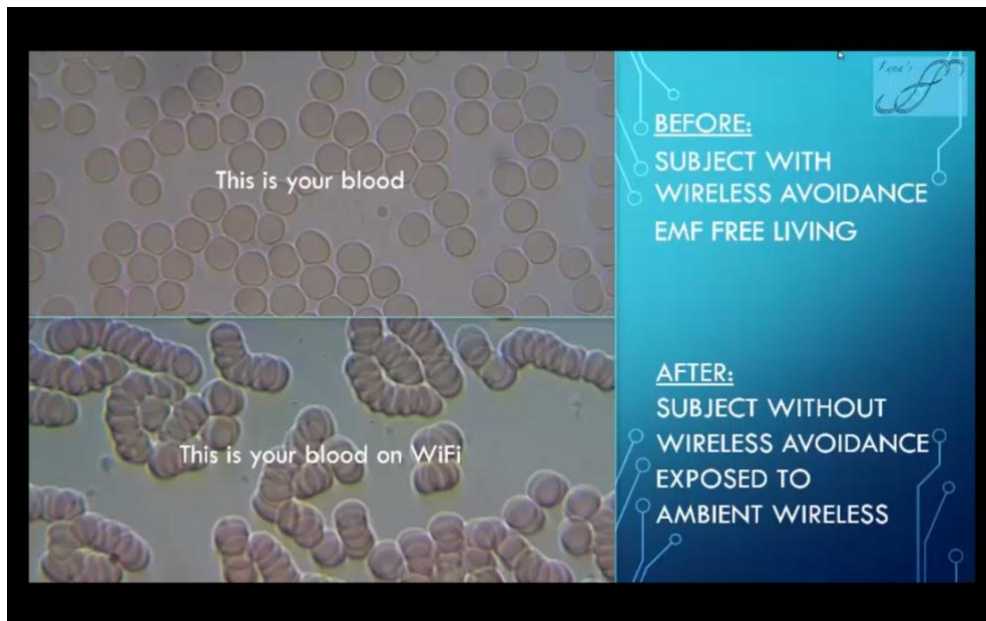 This is your blood
This is your blood on WiFi
BEFORE:
SUBJECT WITH
WIRELESS AVOIDANCE
EMF FREE LIVING
AFTER:
SUBJECT WITHOUT
WIRELESS AVOIDANCE
EXPOSED TO
AMBIENT WIRELESS